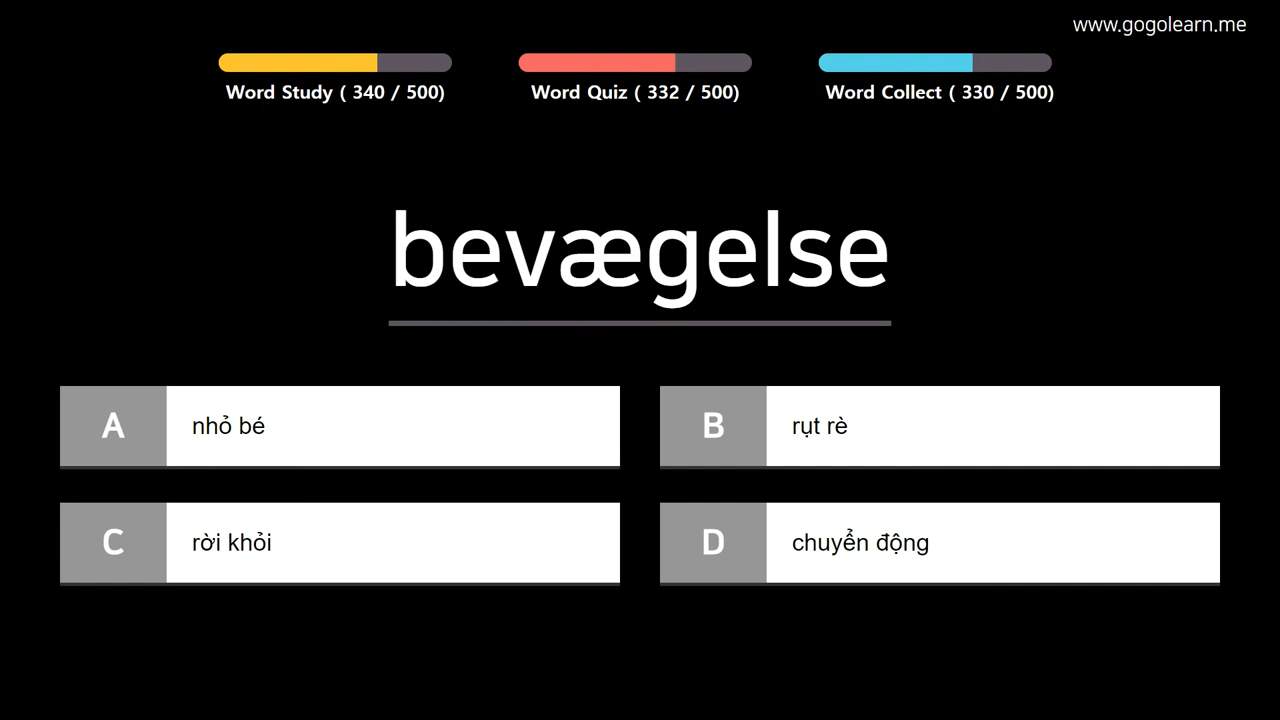 www.gogolearn.me
Word Study ( 340 / 500)
Word Quiz ( 332 / 500)
Word Collect ( 330 / 500)
bevægelse
A
nhỏ bé
B
rụt rè
C
rời khỏi
D
chuyển động